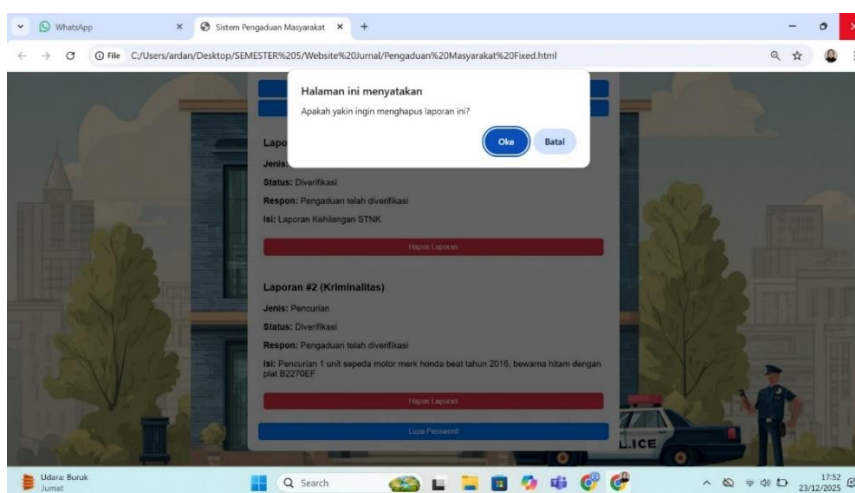 WhatsApp
Sistem Pengaduan Masyarakat
File C:/Users/ardan/Desktop/SEMESTER%205/Website%20Jurnal/Pengaduan%20Masyarakat%20Fixed.html
Halaman ini menyatakan
Apakah yakin ingin menghapus laporan ini?
Oke Batal
Lapo
Jenis:
Status: Diverifikasi
Respon: Pengaduan telah diverifikasi
Isi: Laporan Kehilangan STNK
Hapus Laporan
Laporan #2 (Kriminalitas)
Jenis: Pencurian
Status: Diverifikasi
Respon: Pengaduan telah diverifikasi
Isi: Pencurian 1 unit sepeda motor merk honda beat tahun 2016, bewarna hitam dengan
plat B2270EF
Hapus Laporan
Lupa Password
LICE
Udara: Buruk
Jumat
Search
17:52
23/12/2025